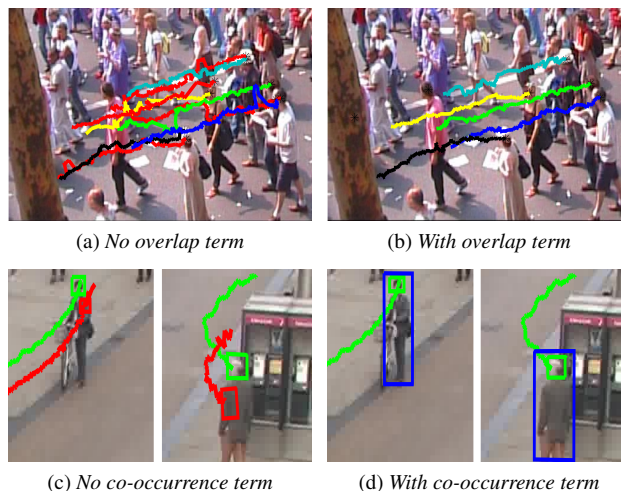 (a) No overlap term
(b) With overlap term
(c) No co-occurrence term
(d) With co-occurrence term